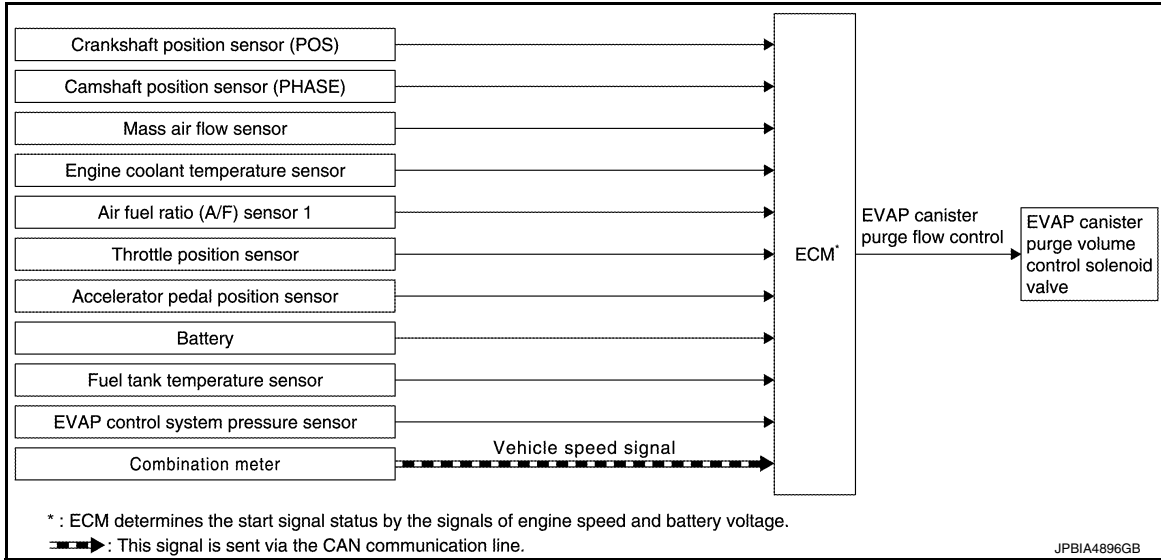 Crankshaft position sensor (POS)
Camshaft position sensor (PHASE)
Mass air flow sensor
Engine coolant temperature sensor
Air fuel ratio (A/F) sensor 1
Throttle position sensor
Accelerator pedal position sensor
Battery
Fuel tank temperature sensor
EVAP control system pressure sensor
Combination meter
Vehicle speed signal
ECM*
EVAP canister
purge flow control
EVAP canister
purge volume
control solenoid
valve
* : ECM determines the start signal status by the signals of engine speed and battery voltage.
: This signal is sent via the CAN communication line.
JPBIA4896GB